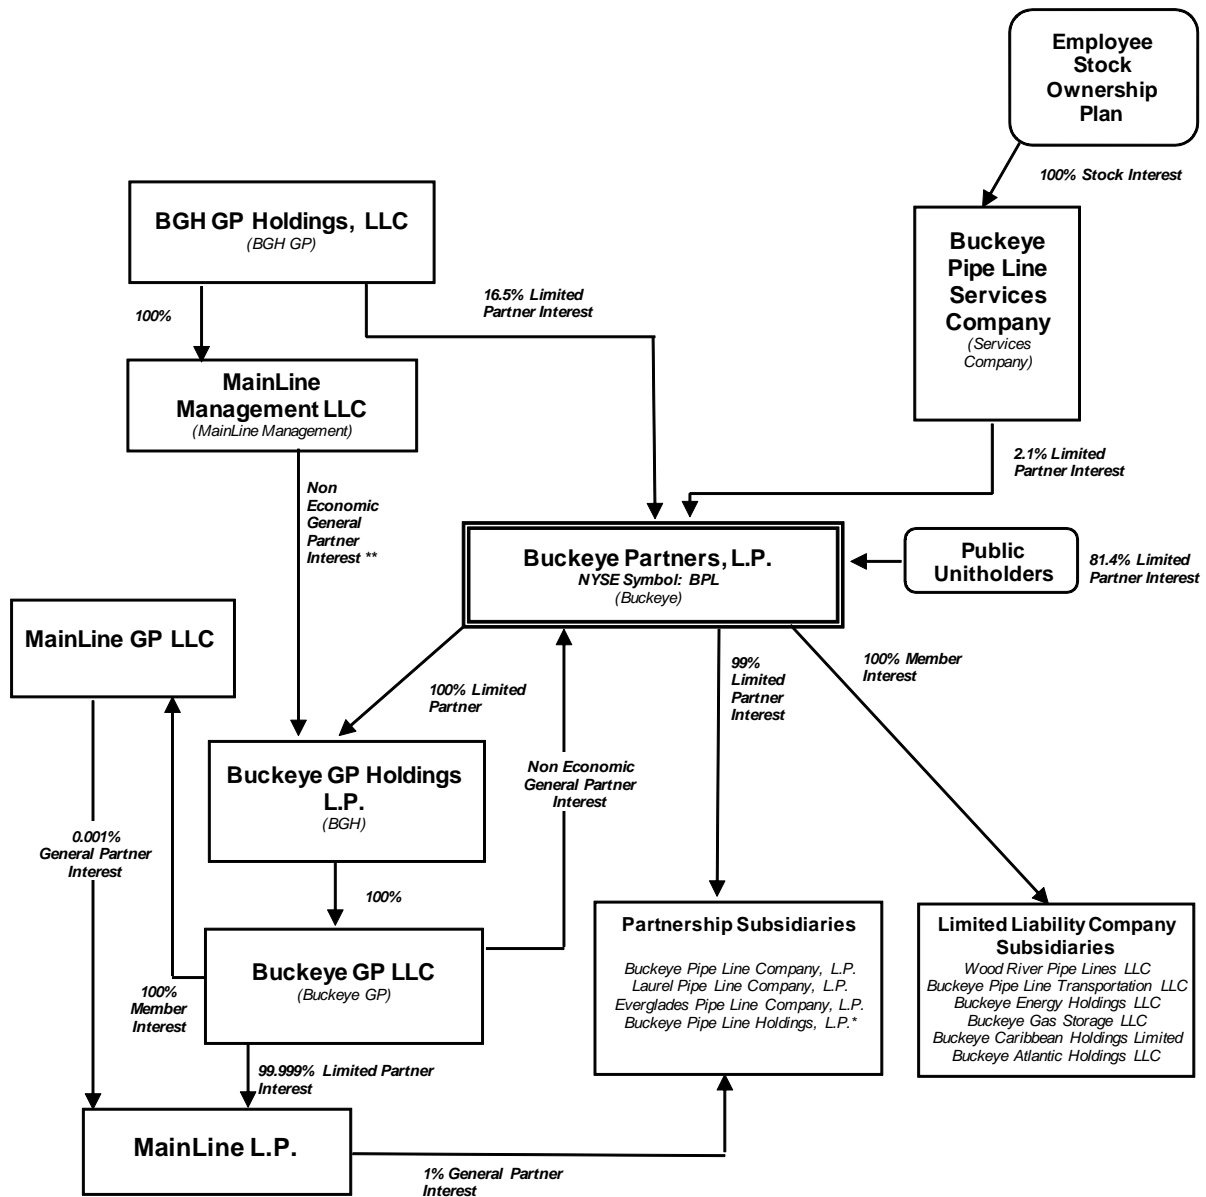 Employee
Stock
Ownership
Plan
100% Stock Interest
BGH GP Holdings, LLC
(BGH GP)
Buckeye
Pipe Line
Services
Company
(Services
Company)
100%
16.5% Limited
Partner Interest
MainLine
Management LLC
(MainLine Management)
2.1% Limited
Partner Interest
Non
Economic
General
Partner
Interest **
Buckeye Partners, L.P.
NYSE Symbol: BPL
(Buckeye)
Public
Unitholders
81.4% Limited
Partner Interest
MainLine GP LLC
100% Limited
Partner
99%
Limited
Partner
Interest
100% Member
Interest
Buckeye GP Holdings
L.P.
(BGH)
Non Economic
General Partner
Interest
0.001%
General Partner
Interest
100%
Buckeye GP LLC
(Buckeye GP)
Partnership Subsidiaries
Buckeye Pipe Line Company, L.P.
Laurel Pipe Line Company, L.P.
Everglades Pipe Line Company, L.P.
Buckeye Pipe Line Holdings, L.P.*
Limited Liability Company
Subsidiaries
Wood River Pipe Lines LLC
Buckeye Pipe Line Transportation LLC
Buckeye Energy Holdings LLC
Buckeye Gas Storage LLC
Buckeye Caribbean Holdings Limited
Buckeye Atlantic Holdings LLC
100%
Member
Interest
99.999% Limited Partner
Interest
MainLine L.P.
1% General Partner
Interest